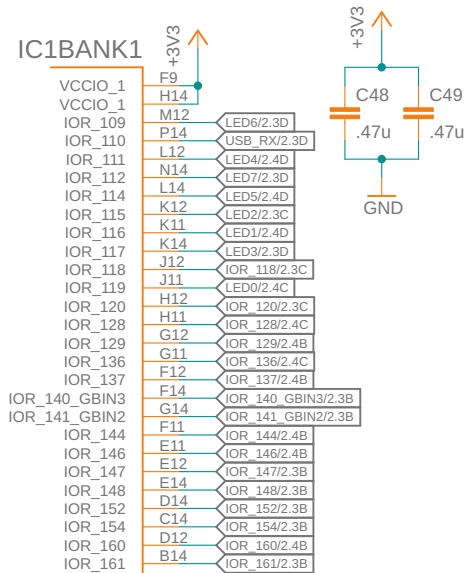 IC1BANK1
+3V3
VCCIO_1 F9
VCCIO_1 H14
IOR_109 M12 LED6/2.3D
IOR_110 P14 USB_RX/2.3D
IOR_111 L12 LED4/2.4D
IOR_112 N14 LED7/2.3D
IOR_114 L14 LED5/2.4D
IOR_115 K12 LED2/2.3C
IOR_116 K11 LED1/2.4D
IOR_117 K14 LED3/2.3D
IOR_118 J12 IOR_118/2.3C
IOR_119 J11 LED0/2.4C
IOR_120 H12 IOR_120/2.3C
IOR_128 H11 IOR_128/2.4C
IOR_129 G12 IOR_129/2.4B
IOR_136 G11 IOR_136/2.4C
IOR_137 F12 IOR_137/2.4B
IOR_140_GBIN3 F14 IOR_140_GBIN3/2.3B
IOR_141_GBIN2 G14 IOR_141_GBIN2/2.3B
IOR_144 F11 IOR_144/2.4B
IOR_146 E11 IOR_146/2.4B
IOR_147 E12 IOR_147/2.3B
IOR_148 E14 IOR_148/2.3B
IOR_152 D14 IOR_152/2.3B
IOR_154 C14 IOR_154/2.3B
IOR_160 D12 IOR_160/2.4B
IOR_161 B14 IOR_161/2.3B
+3V3
C48 C49
.47u .47u
GND